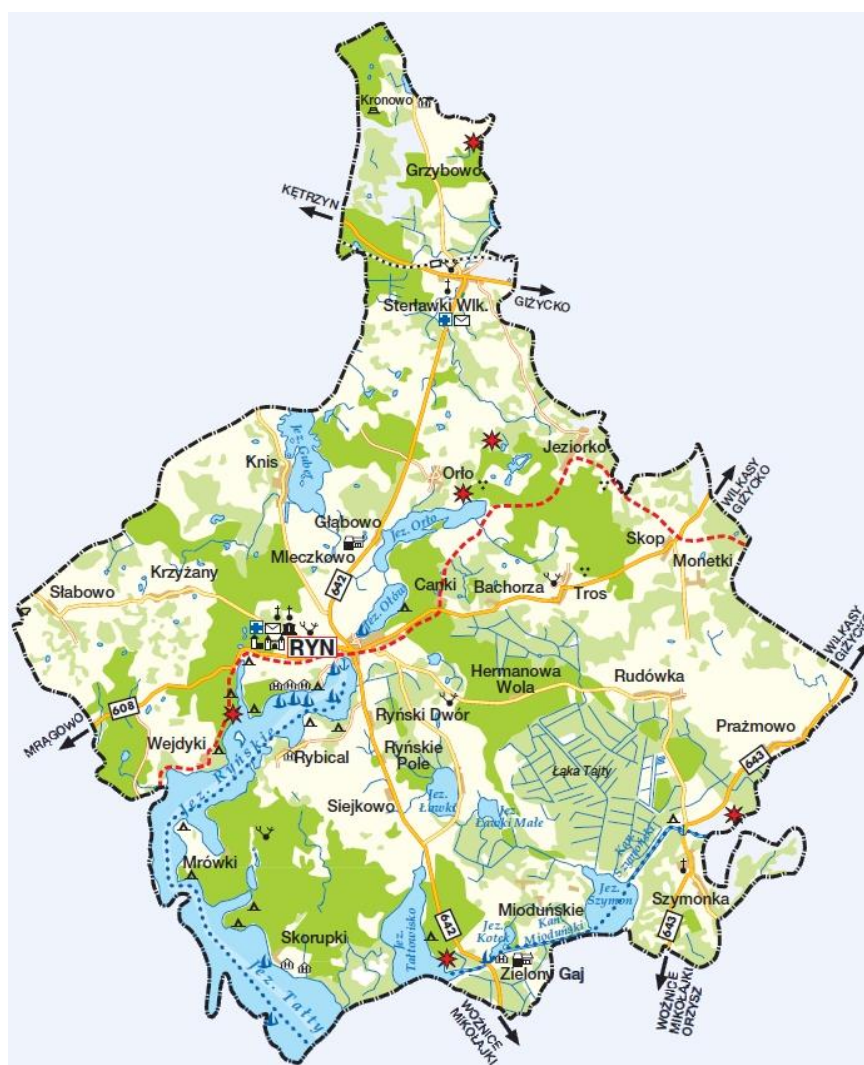 Kronowo
Grzybowo
KĘTRZYN
GIŻYCKO
Sterławki Wlk.
Jez. Guber
Knis
Jeziorko
Orło
WILKASY
GIŻYCKO
Głąbowo
Jez. Orło
Skop
Mleczkowo
Monetki
642
Canki
Bachorza
Tros
Krzyżany
Słabowo
Jez. Ołów
RYN
WILKASY
GIŻYCKO
Hermanowa
Wola
Rudówka
608
MRĄGOWO
Ryński Dwór
Prażmowo
Wejdyki
Jez. Ryńskie
Rybical
Ryńskie
Pole
Łąka Tajty
643
Siejkowo
Jez.
Ławki
Jez.
Ławki Małe
Kan.
Szymoński
Mrówki
Jez.
Szymon
Szymonka
Mioduńskie
642
Jez.
Tałtowisko
Jez.
Kotek
Kan.
Mioduński
643
Skorupki
Zielony Gaj
Jez. Tałty
WOŹNICE
MIKOŁAJKI
WOŹNICE
MIKOŁAJKI
ORZYSZ